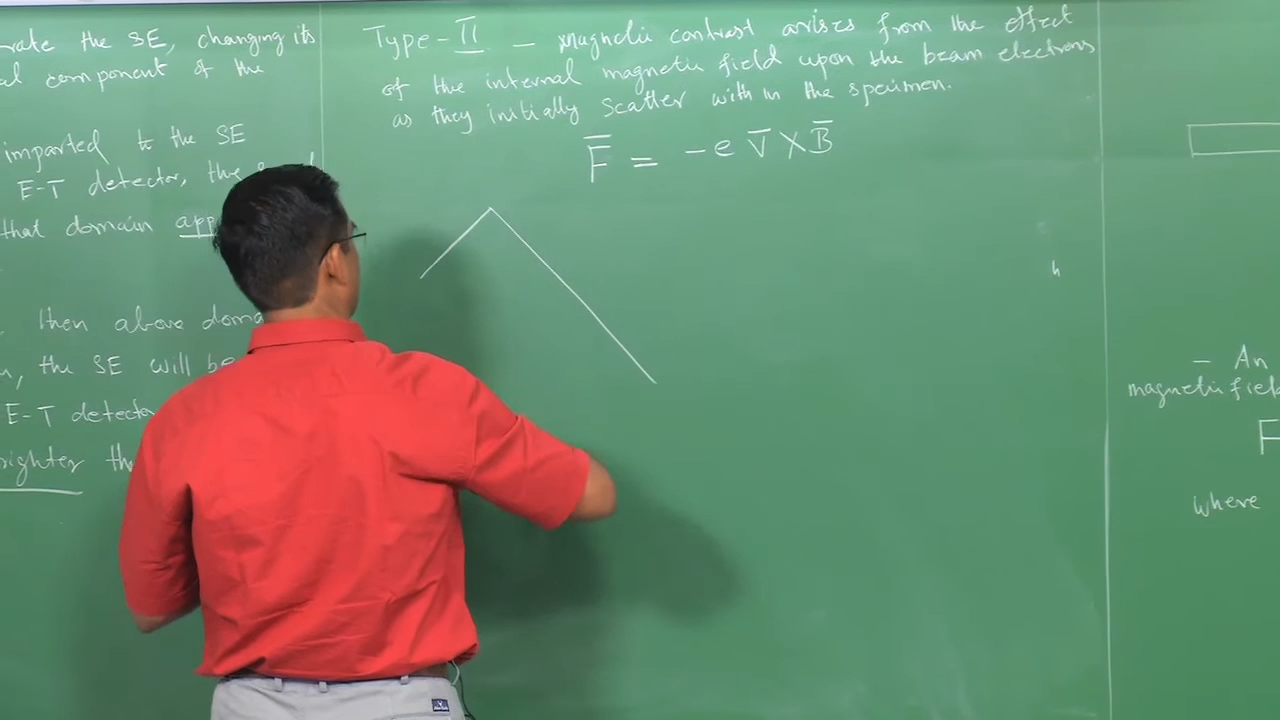 rate the SE, changing its
al component of the
imparted to the SE
E-T detector, the
that domain app
, then above doma
, the SE will be
E-T detecto
righter tha
Type-II – magnetic contrast arises from the effect
of the internal magnetic field upon the beam electrons
as they initially scatter with in the specimen.
F̅ = -e V̅ X B̅
h
– An
magnetic field
F
where